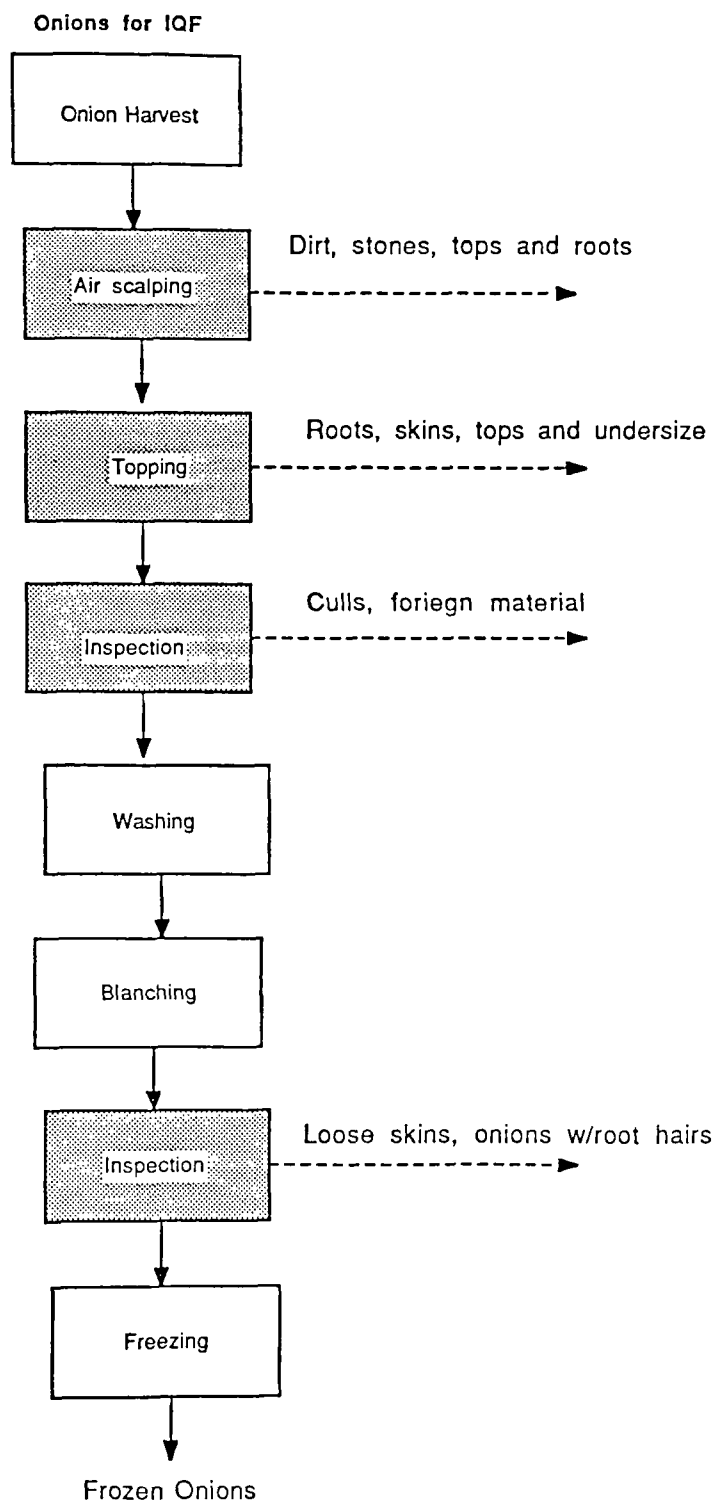 Onions for IQF
Onion Harvest
Dirt, stones, tops and roots
Air scalping
Roots, skins, tops and undersize
Topping
Culls, foriegn material
Inspection
Washing
Blanching
Loose skins, onions w/root hairs
Inspection
Freezing
Frozen Onions